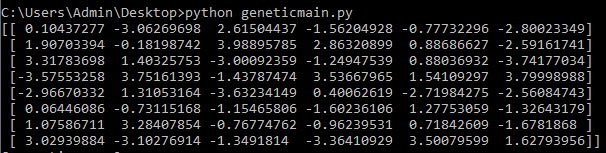 C:\Users\Admin\Desktop>python geneticmain.py
[[ 0.10437277 -3.06269698  2.61504437 -1.56204928 -0.77732296 -2.80023349]
 [ 1.90703394 -0.18198742  3.98895785  2.86320899  0.88686627 -2.59161741]
 [ 3.31783698  1.40325753 -3.00092359 -1.24947539  0.88036932 -3.74177034]
 [-3.57553258  3.75161393 -1.43787474  3.53667965  1.54109297  3.79998988]
 [-2.96670332  1.31053164 -3.63234149  0.40062619 -2.71984275 -2.56084743]
 [ 0.06446086 -0.73115168 -1.15465806 -1.60236106  1.27753059 -1.32643179]
 [ 1.07586711  3.28407854 -0.76774762 -0.96239531  0.71842609 -1.6781868 ]
 [ 3.02939884 -3.10276914 -1.3491814  -3.36410929  3.50079599  1.62793956]]